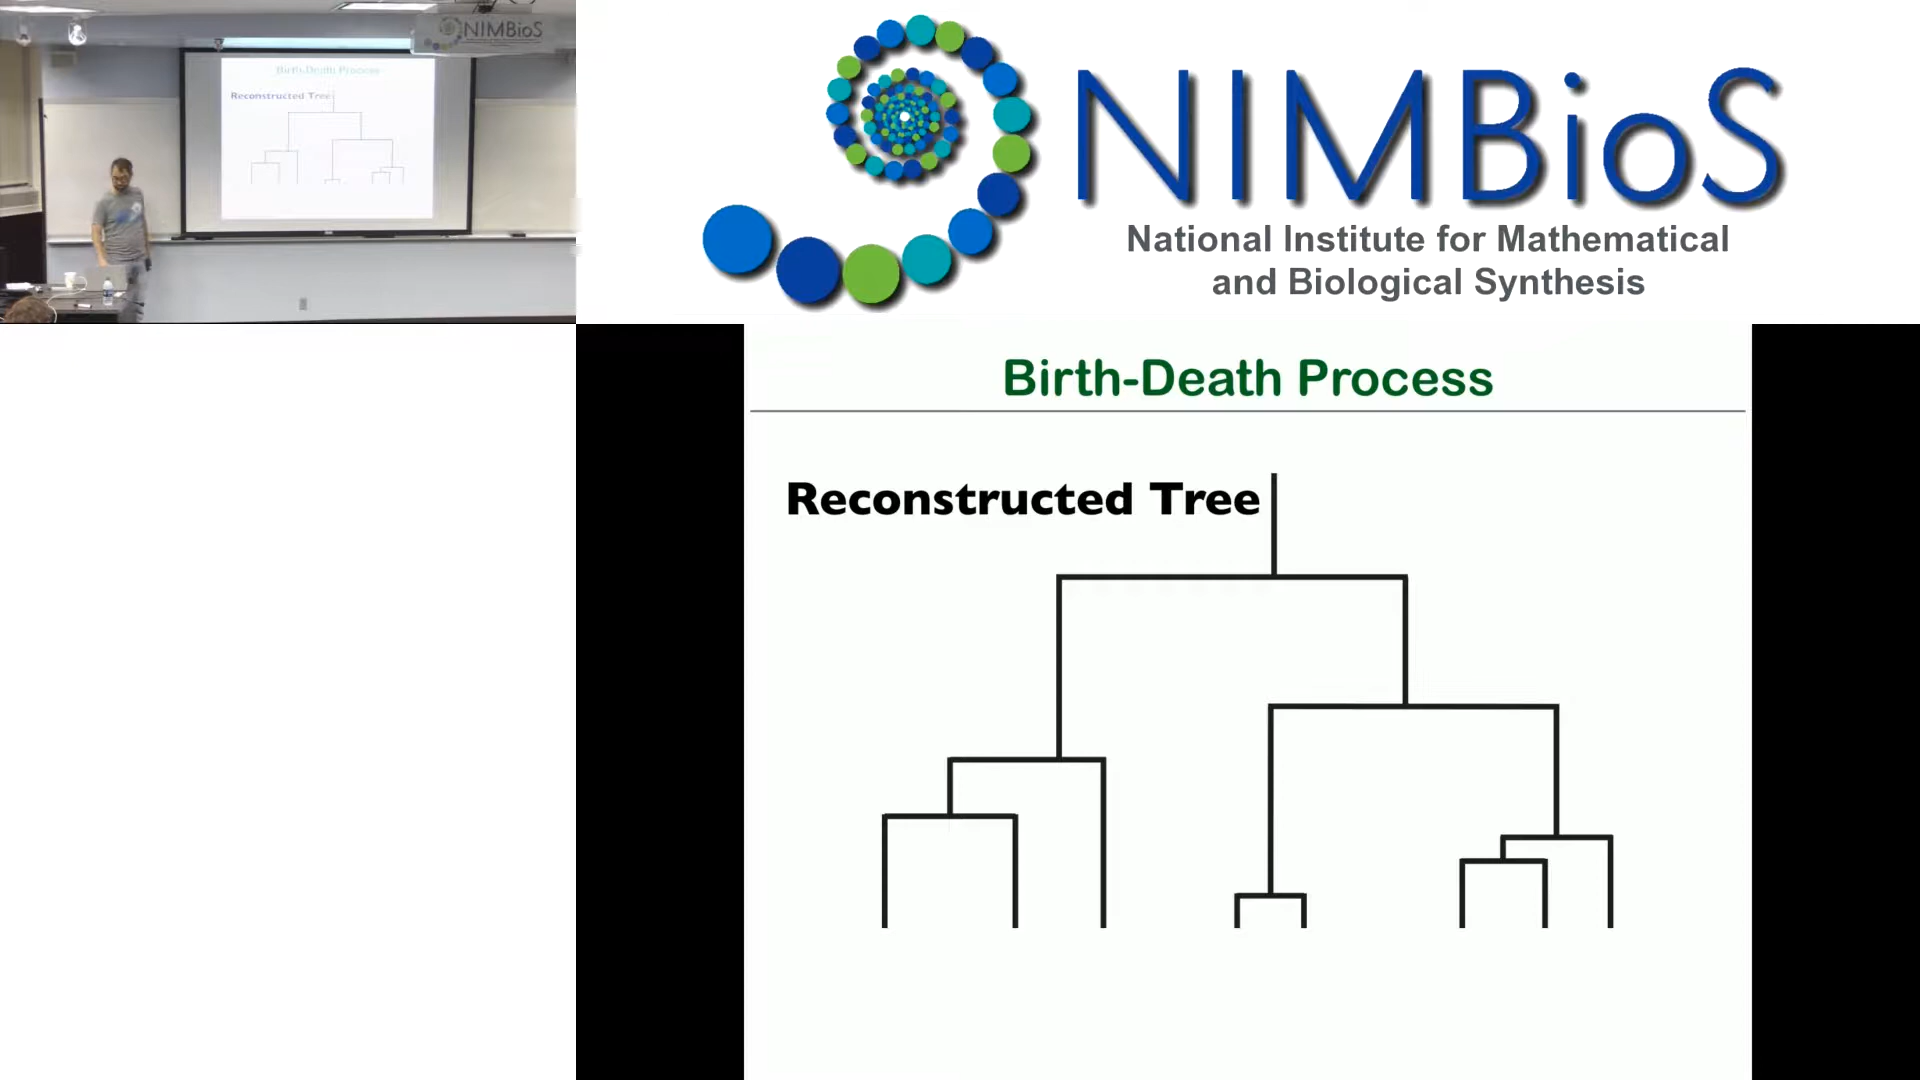 NIMBioS
Birth-Death Process
Reconstructed Tree
NIMBioS
National Institute for Mathematical
and Biological Synthesis
Birth-Death Process
Reconstructed Tree